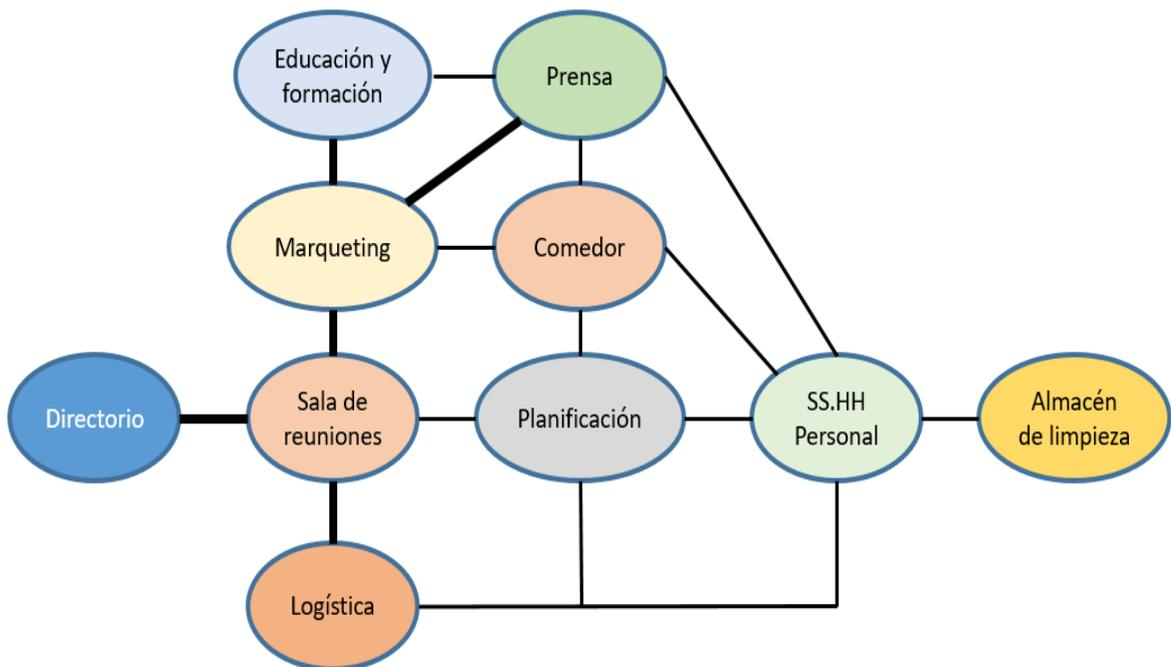 Educación y
formación
Prensa
Marqueting
Comedor
Directorio
Sala de
reuniones
Planificación
SS.HH
Personal
Almacén
de limpieza
Logística